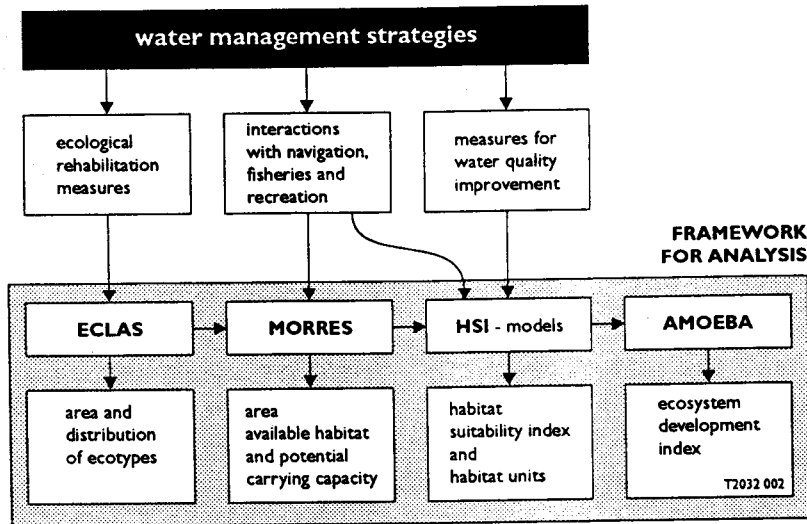 water management strategies
ecological
rehabilitation
measures
interactions
with navigation,
fisheries and
recreation
measures for
water quality
improvement
FRAMEWORK
FOR ANALYSIS
ECLAS
MORRES
HSI - models
AMOEBA
area and
distribution
of ecotypes
area
available habitat
and potential
carrying capacity
habitat
suitability index
and
habitat units
ecosystem
development
index
T2032 002